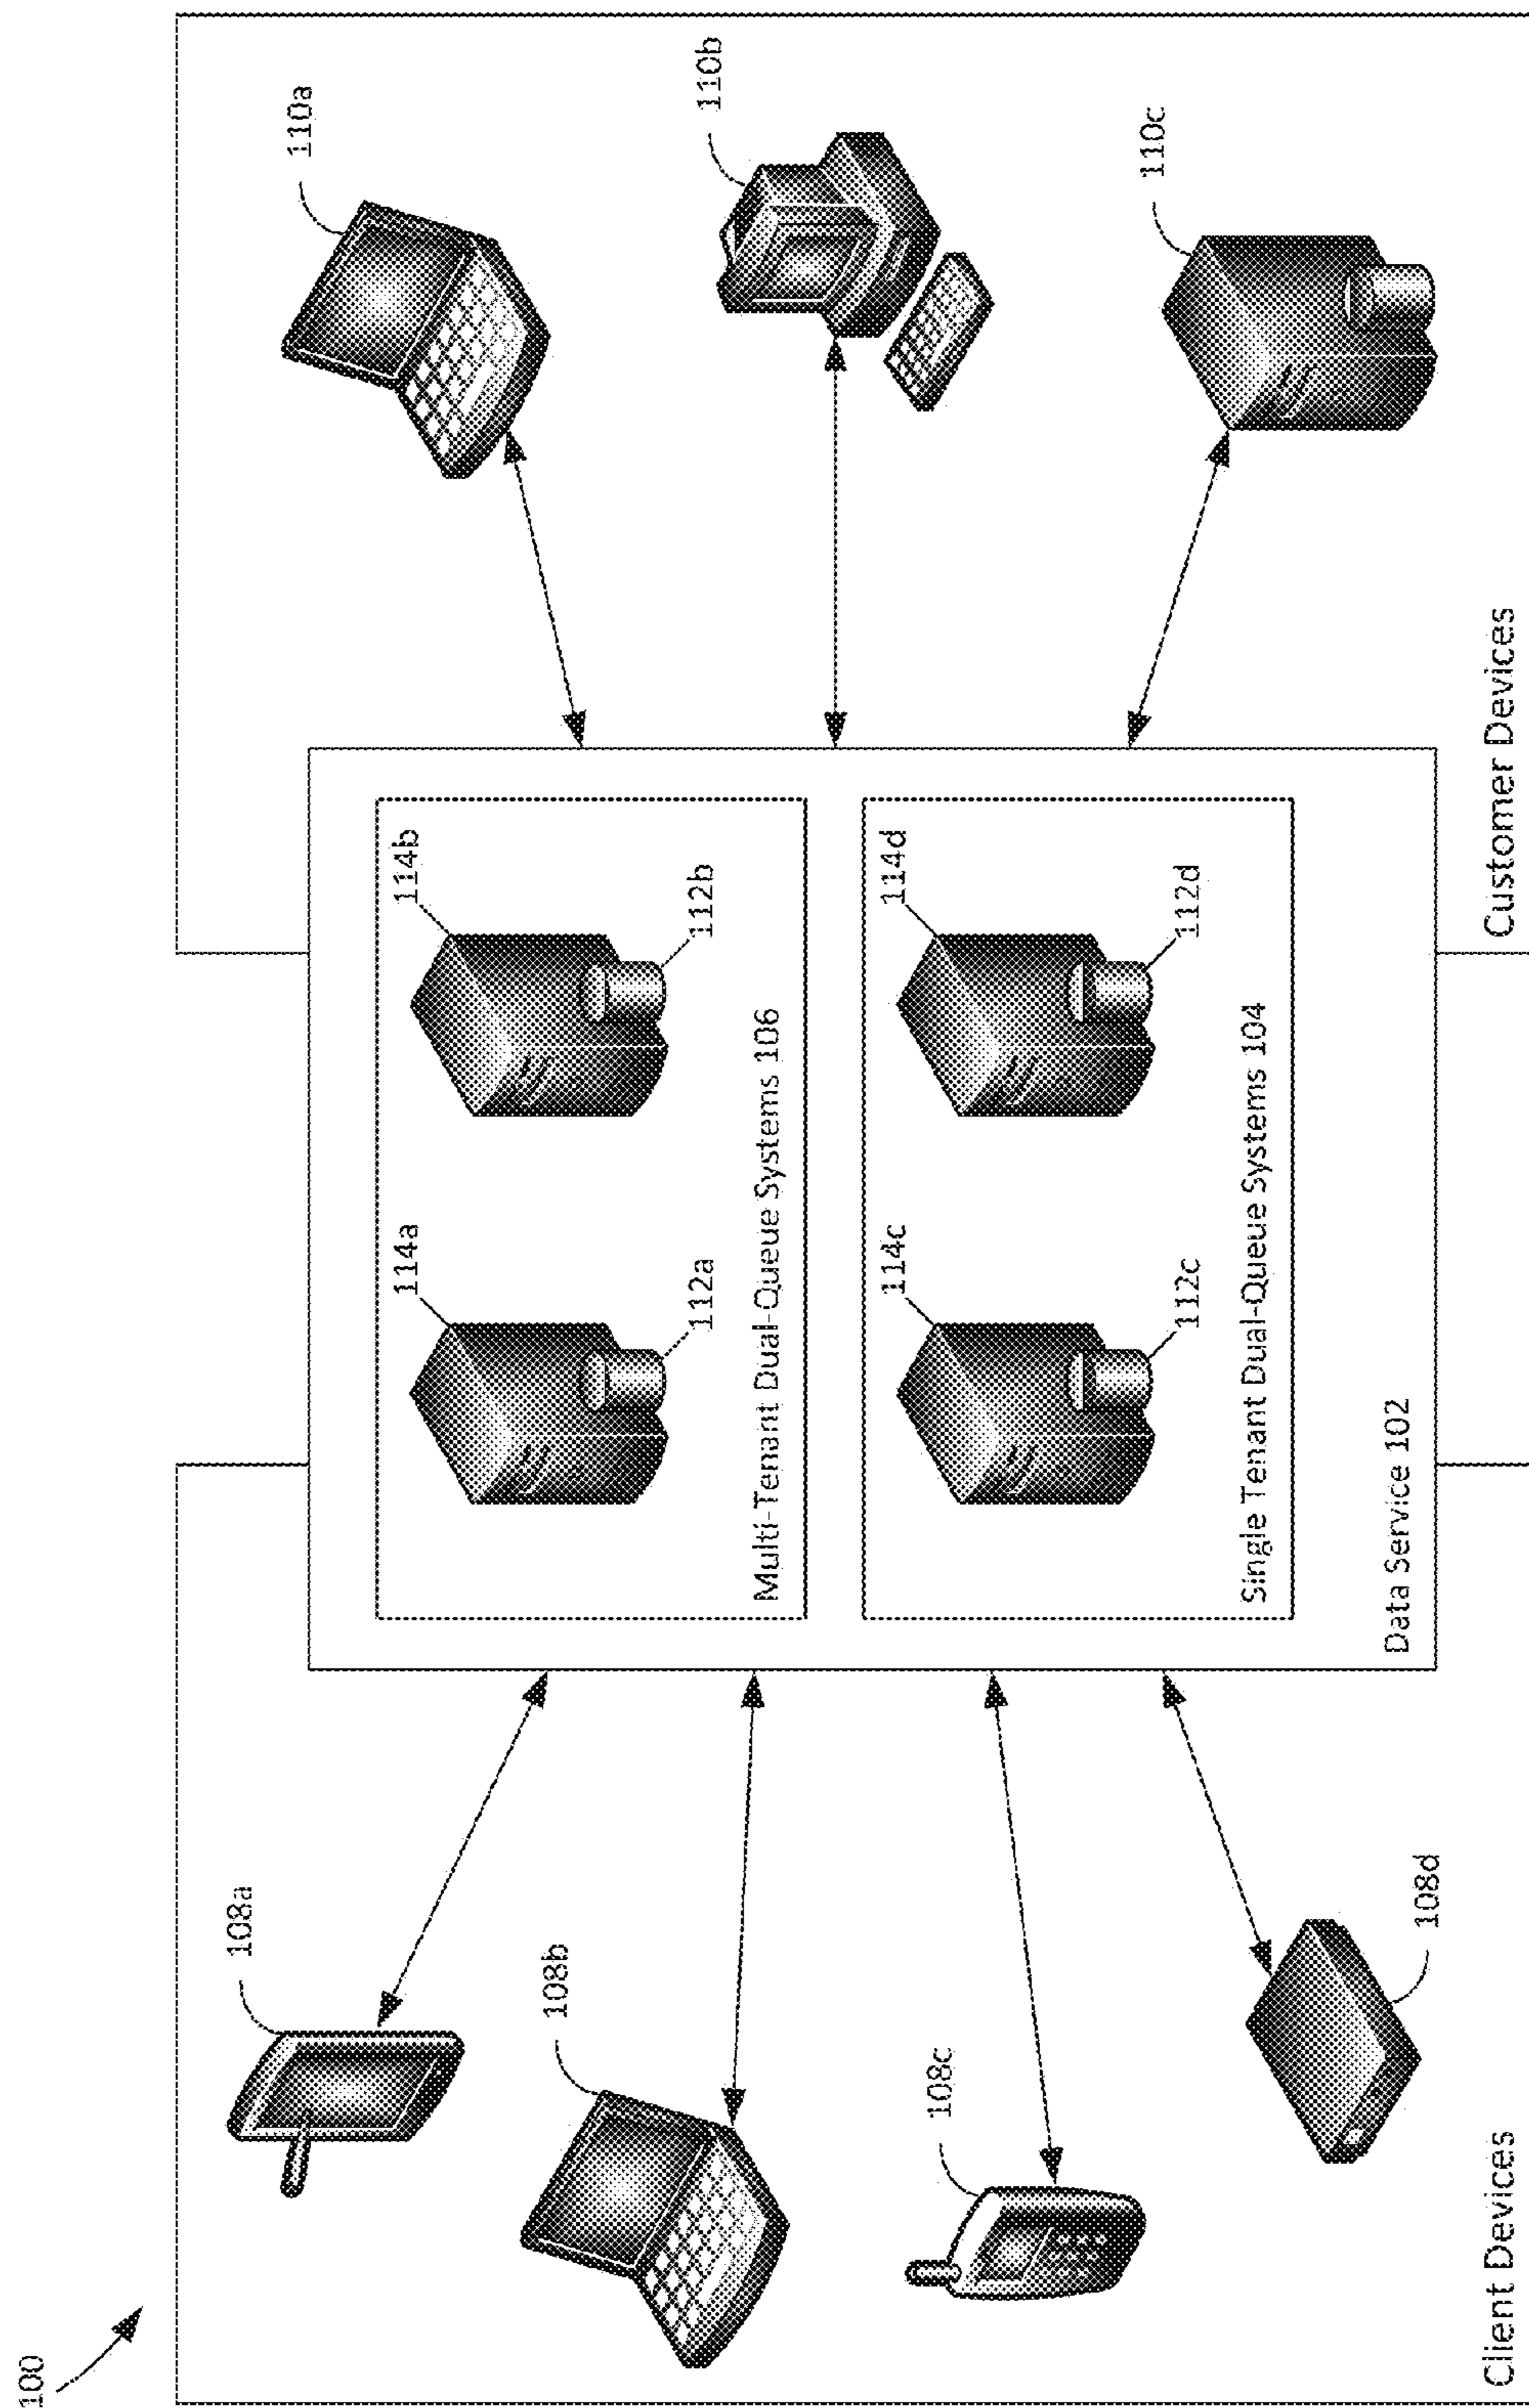 100
108a
108b
108c
108d
Client Devices
114a
112a
114b
112b
Multi-Tenant Dual-Queue Systems 106
114c
112c
114d
112d
Single Tenant Dual-Queue Systems 104
Data Service 102
110a
110b
110c
Customer Devices